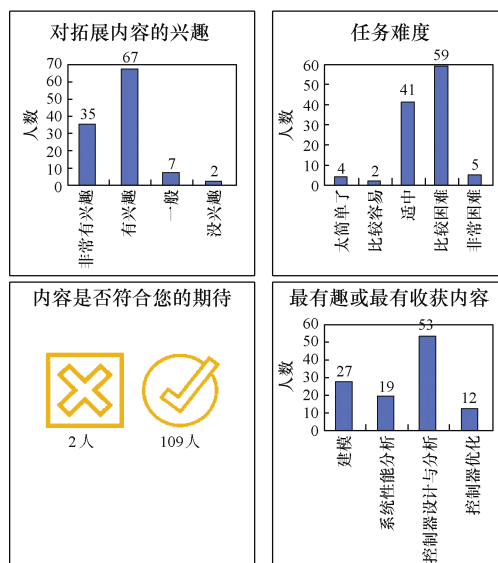 对拓展内容的兴趣
人数
70
60
50
40
30
20
10
0
35
67
7
2
非常有兴趣
有兴趣
一般
没兴趣
任务难度
人数
60
50
40
30
20
10
0
4
2
41
59
5
太简单了
比较容易
适中
比较困难
非常困难
内容是否符合您的期待
2人
109人
最有趣或最有收获内容
人数
60
50
40
30
20
10
0
27
19
53
12
建模
系统性能分析
控制器设计与分析
控制器优化